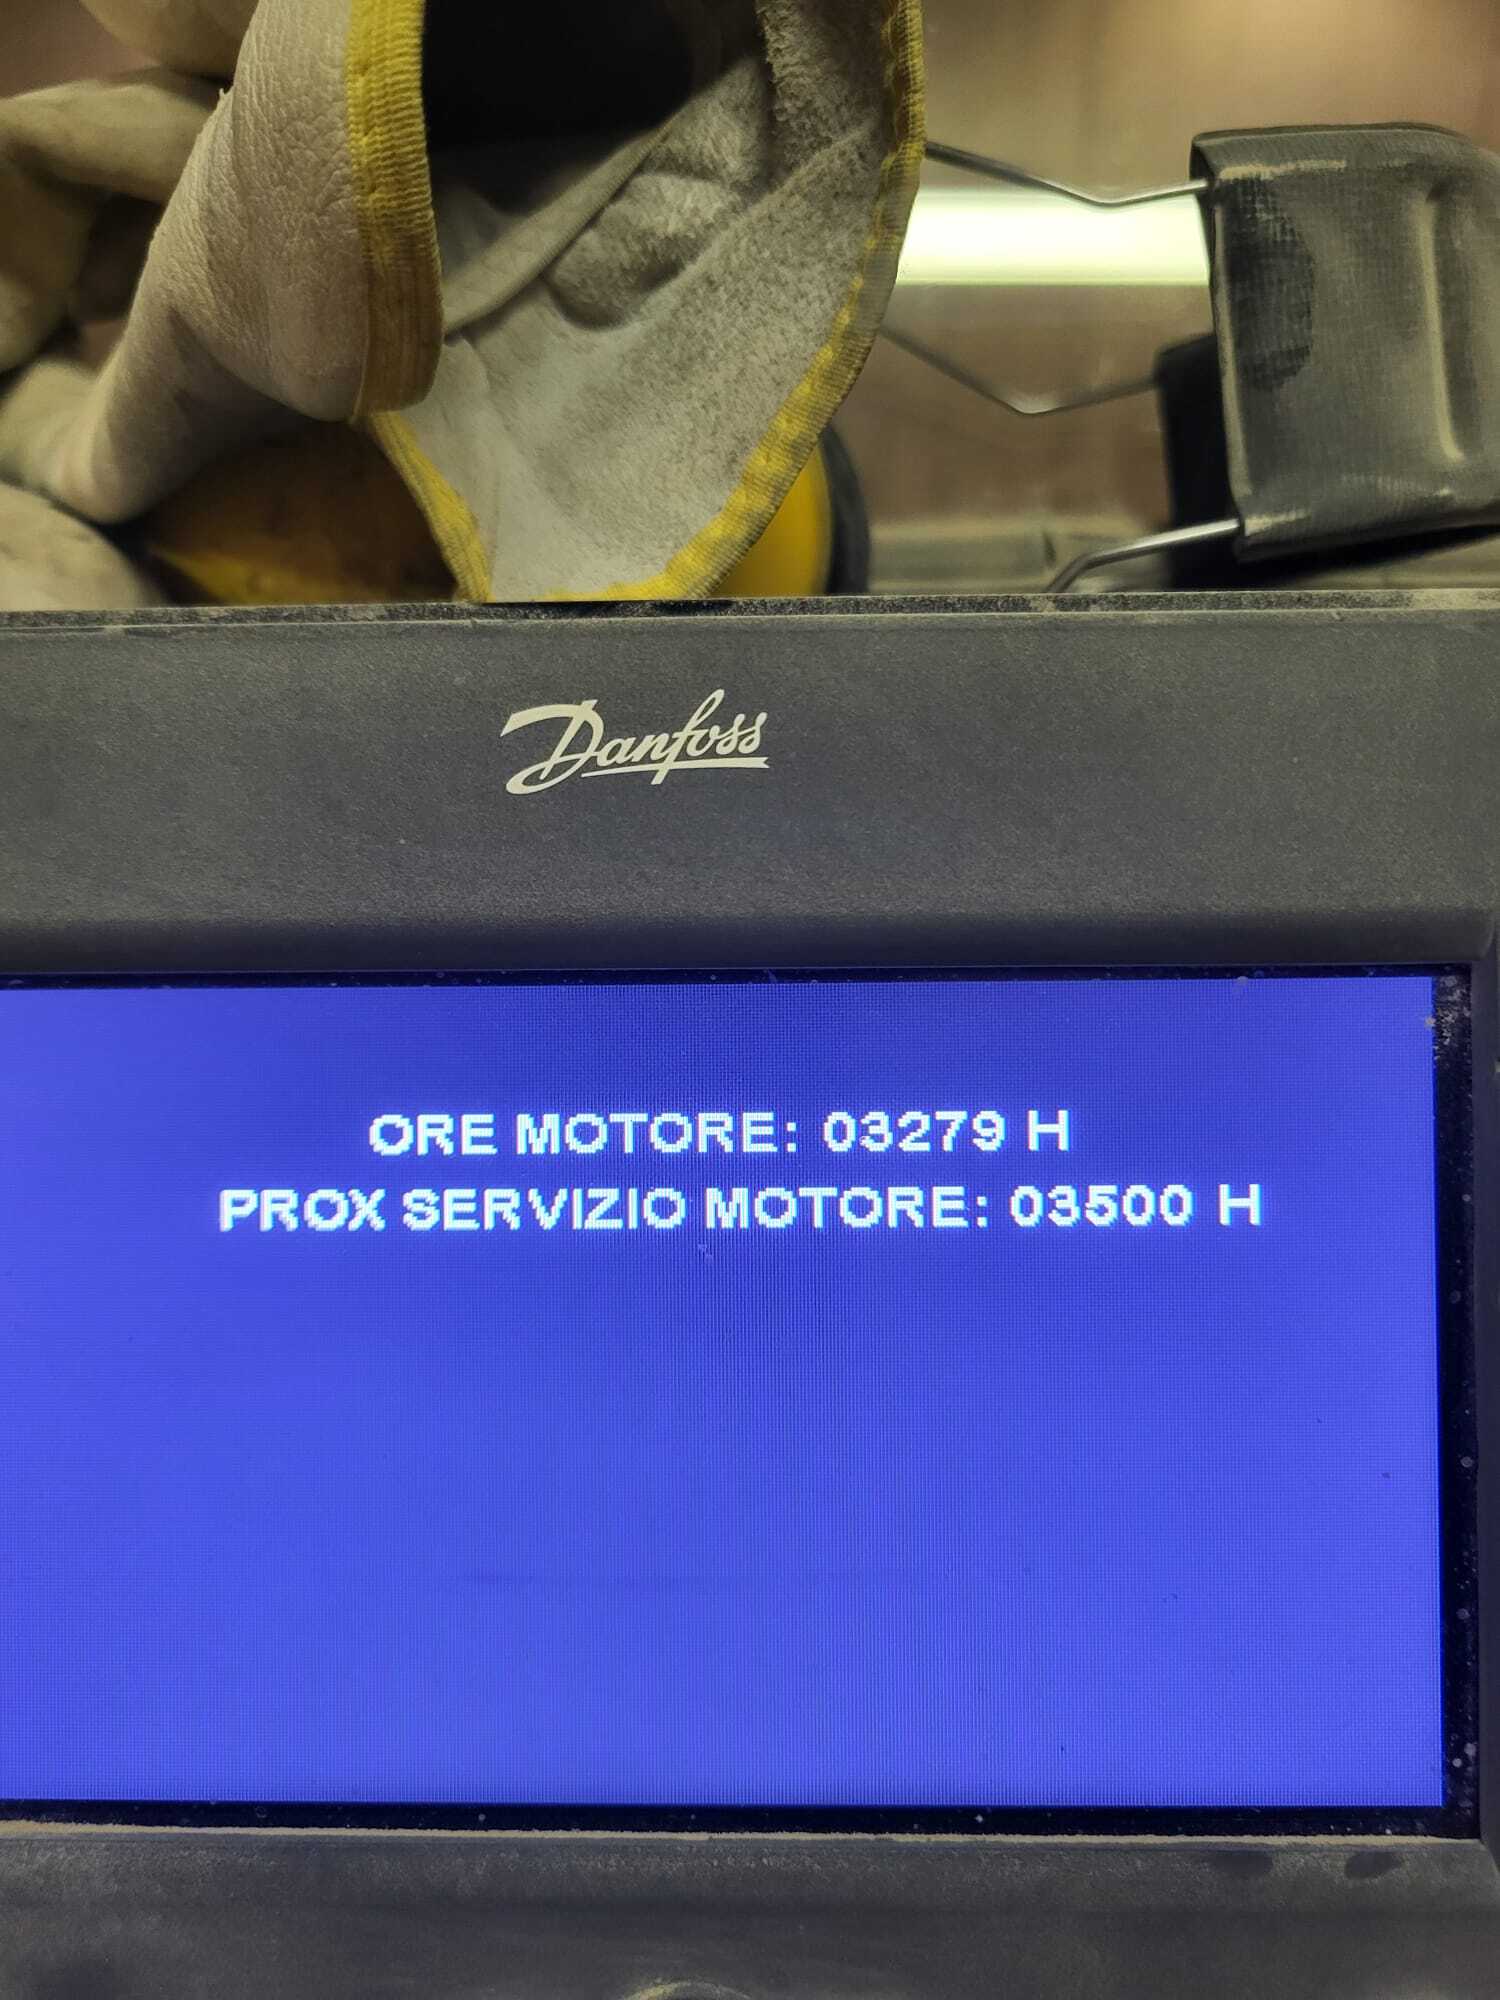 Danfoss
ORE MOTORE: 03279 H
PROX SERVIZIO MOTORE: 03500 H